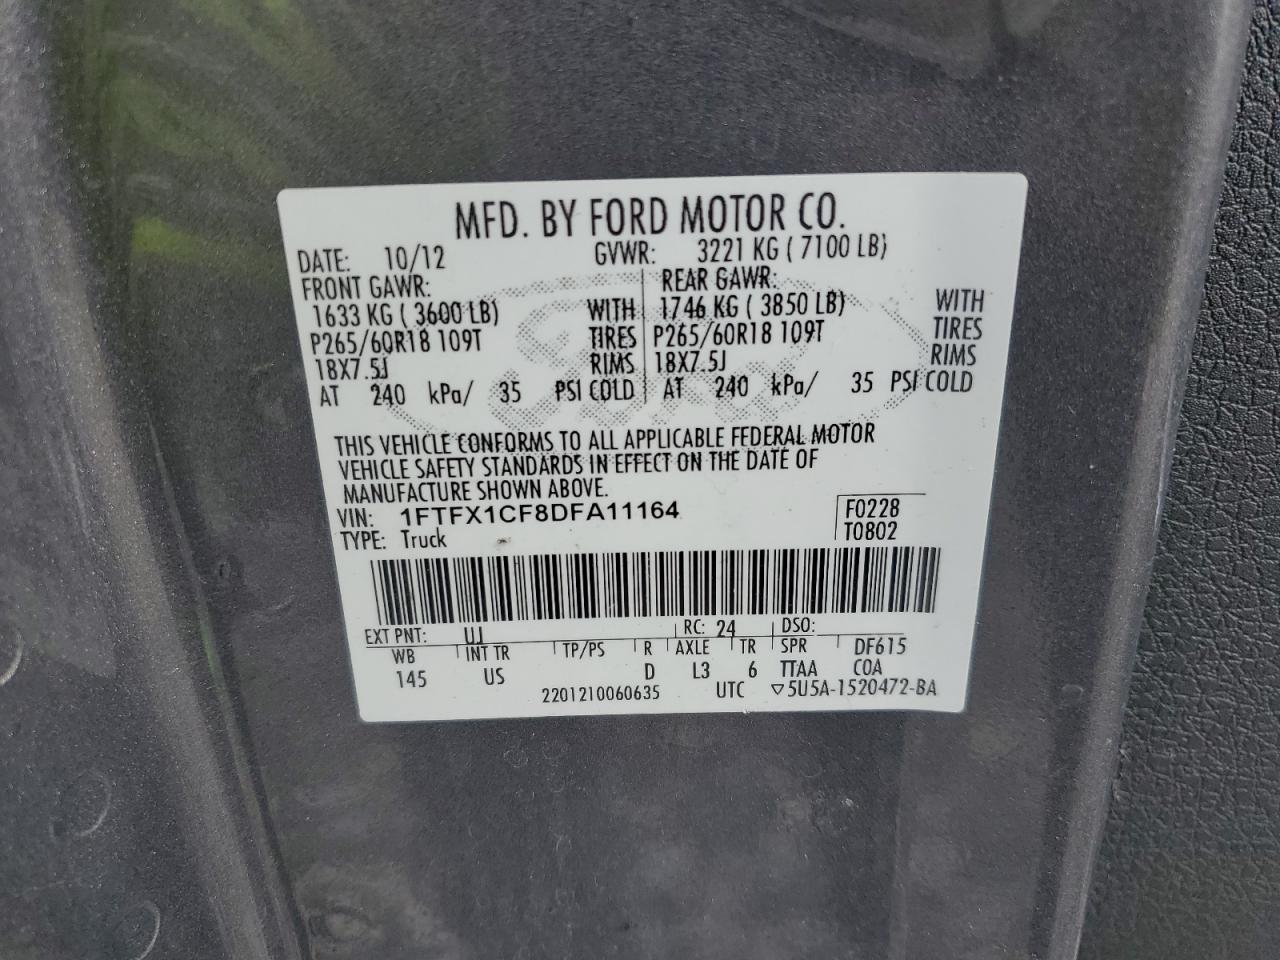 MFD. BY FORD MOTOR CO.
DATE: 10/12 GVWR: 3221 KG ( 7100 LB)
FRONT GAWR: REAR GAWR:
1633 KG ( 3600 LB) WITH 1746 KG ( 3850 LB) WITH
P265/60R18 109T TIRES P265/60R18 109T TIRES
18X7.5J RIMS 18X7.5J RIMS
AT 240 kPa/ 35 PSI COLD AT 240 kPa/ 35 PSI COLD
Ford
THIS VEHICLE CONFORMS TO ALL APPLICABLE FEDERAL MOTOR
VEHICLE SAFETY STANDARDS IN EFFECT ON THE DATE OF
MANUFACTURE SHOWN ABOVE.
VIN: 1FTFX1CF8DFA11164 F0228
TYPE: Truck T0802
EXT PNT: UJ RC: 24 DSO:
WB INT TR TP/PS R AXLE TR SPR DF615
145 US D L3 6 TTAA COA
2201210060635 UTC ▽5U5A-1520472-BA